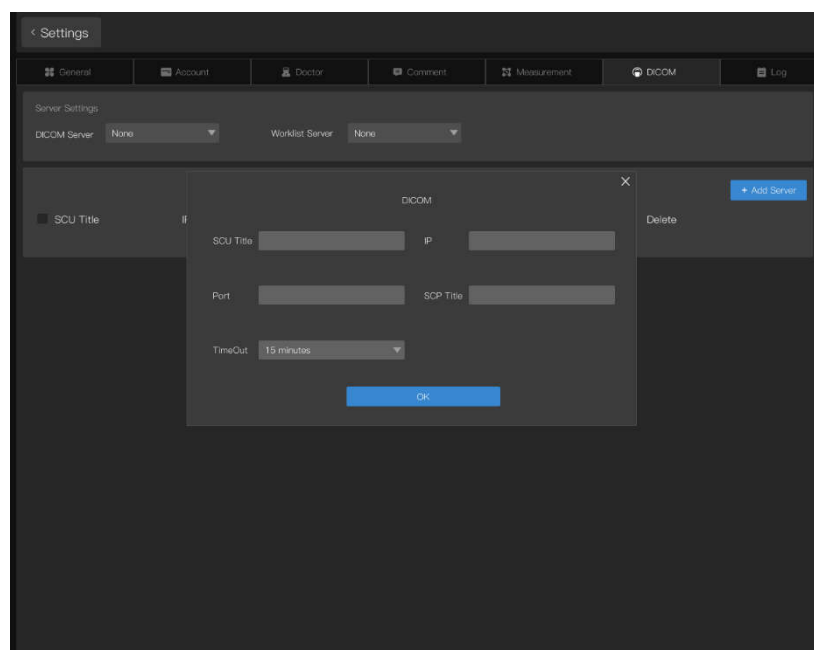 < Settings
General Account Doctor Comment Measurement DICOM Log
Server Settings
DICOM Server None Worklist Server None
+ Add Server
DICOM
SCU Title Delete
SCU Title IP
Port SCP Title
TimeOut 15 minutes
OK